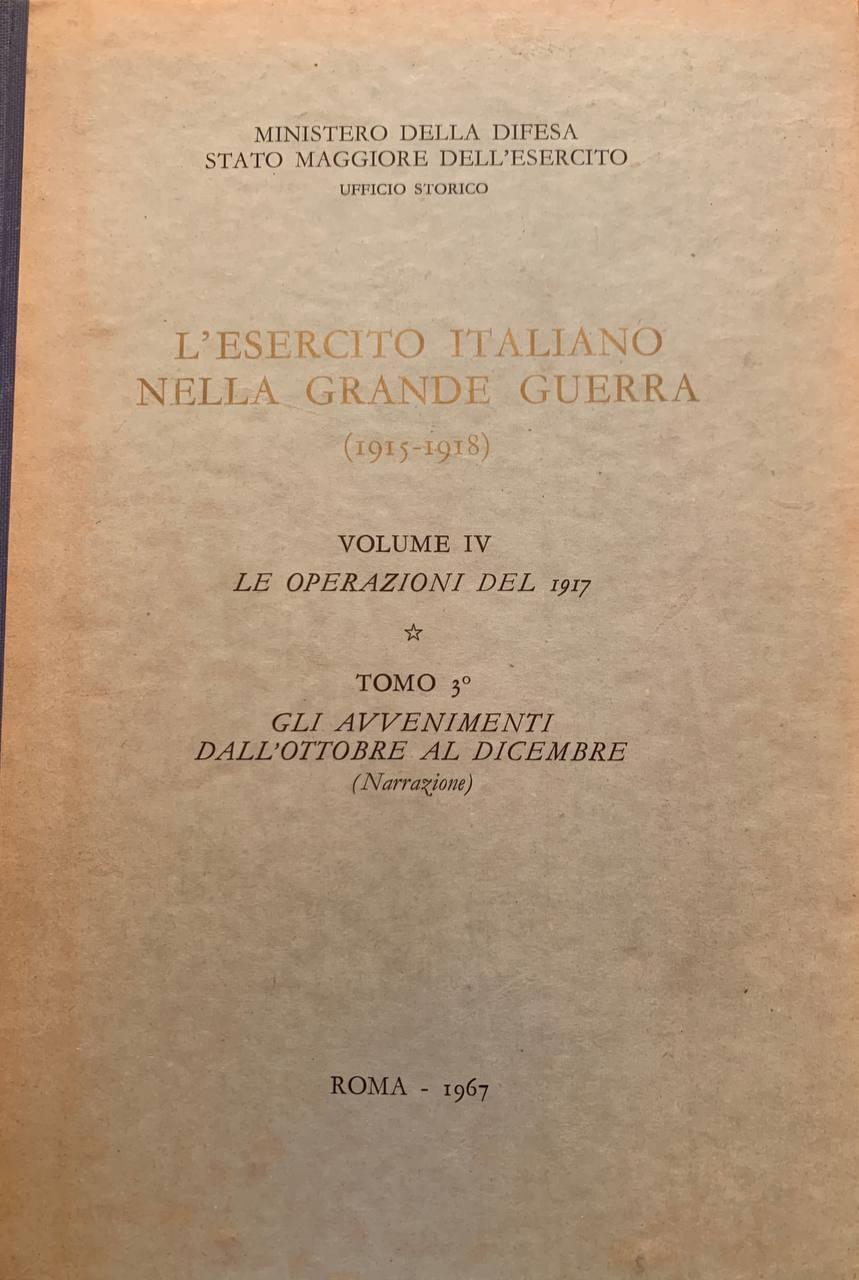 MINISTERO DELLA DIFESA
STATO MAGGIORE DELL'ESERCITO
UFFICIO STORICO
L'ESERCITO ITALIANO
NELLA GRANDE GUERRA
(1915-1918)
VOLUME IV
LE OPERAZIONI DEL 1917
☆
TOMO 3º
GLI AVVENIMENTI
DALL'OTTOBRE AL DICEMBRE
(Narrazione)
ROMA - 1967